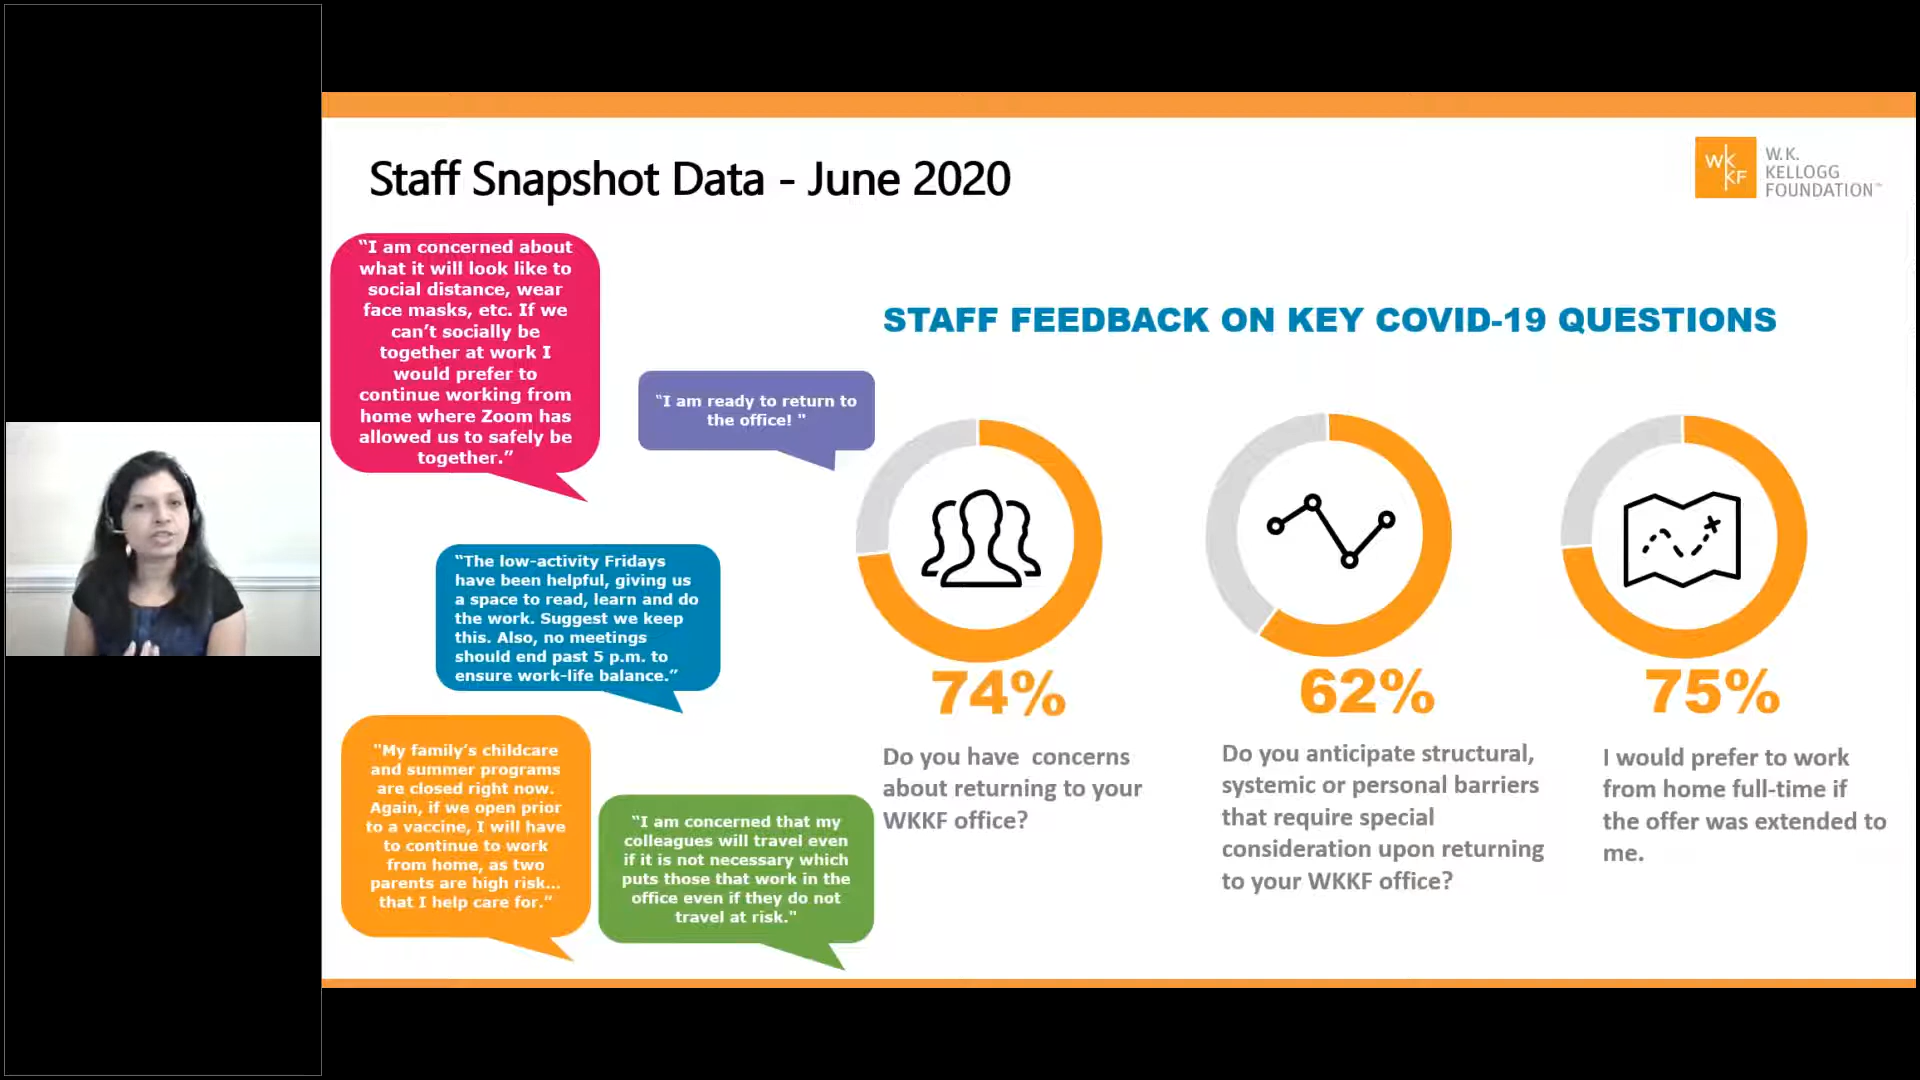 Staff Snapshot Data - June 2020
WK
KF
W.K.
KELLOGG
FOUNDATION™
“I am concerned about
what it will look like to
social distance, wear
face masks, etc. If we
can’t socially be
together at work I
would prefer to
continue working from
home where Zoom has
allowed us to safely be
together.”
“I am ready to return to
the office! "
“The low-activity Fridays
have been helpful, giving us
a space to read, learn and do
the work. Suggest we keep
this. Also, no meetings
should end past 5 p.m. to
ensure work-life balance.”
"My family’s childcare
and summer programs
are closed right now.
Again, if we open prior
to a vaccine, I will have
to continue to work
from home, as two
parents are high risk...
that I help care for.”
“I am concerned that my
colleagues will travel even
if it is not necessary which
puts those that work in the
office even if they do not
travel at risk."
STAFF FEEDBACK ON KEY COVID-19 QUESTIONS
74%
Do you have concerns
about returning to your
WKKF office?
62%
Do you anticipate structural,
systemic or personal barriers
that require special
consideration upon returning
to your WKKF office?
75%
I would prefer to work
from home full-time if
the offer was extended to
me.